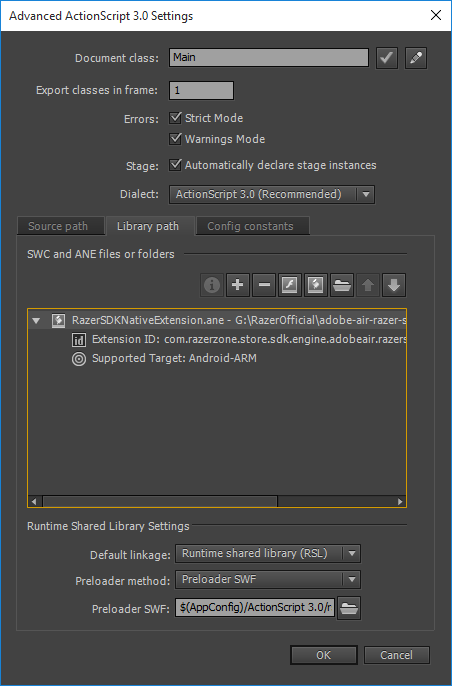 Advanced ActionScript 3.0 Settings
Document class: Main
Export classes in frame: 1
Errors: Strict Mode
Warnings Mode
Stage: Automatically declare stage instances
Dialect: ActionScript 3.0 (Recommended)
Source path Library path Config constants
SWC and ANE files or folders
RazerSDKNativeExtension.ane - G:\RazerOfficial\adobe-air-razer-s
Extension ID: com.razerzone.store.sdk.engine.adobeair.razers
Supported Target: Android-ARM
Runtime Shared Library Settings
Default linkage: Runtime shared library (RSL)
Preloader method: Preloader SWF
Preloader SWF: $(AppConfig)/ActionScript 3.0/r
OK Cancel